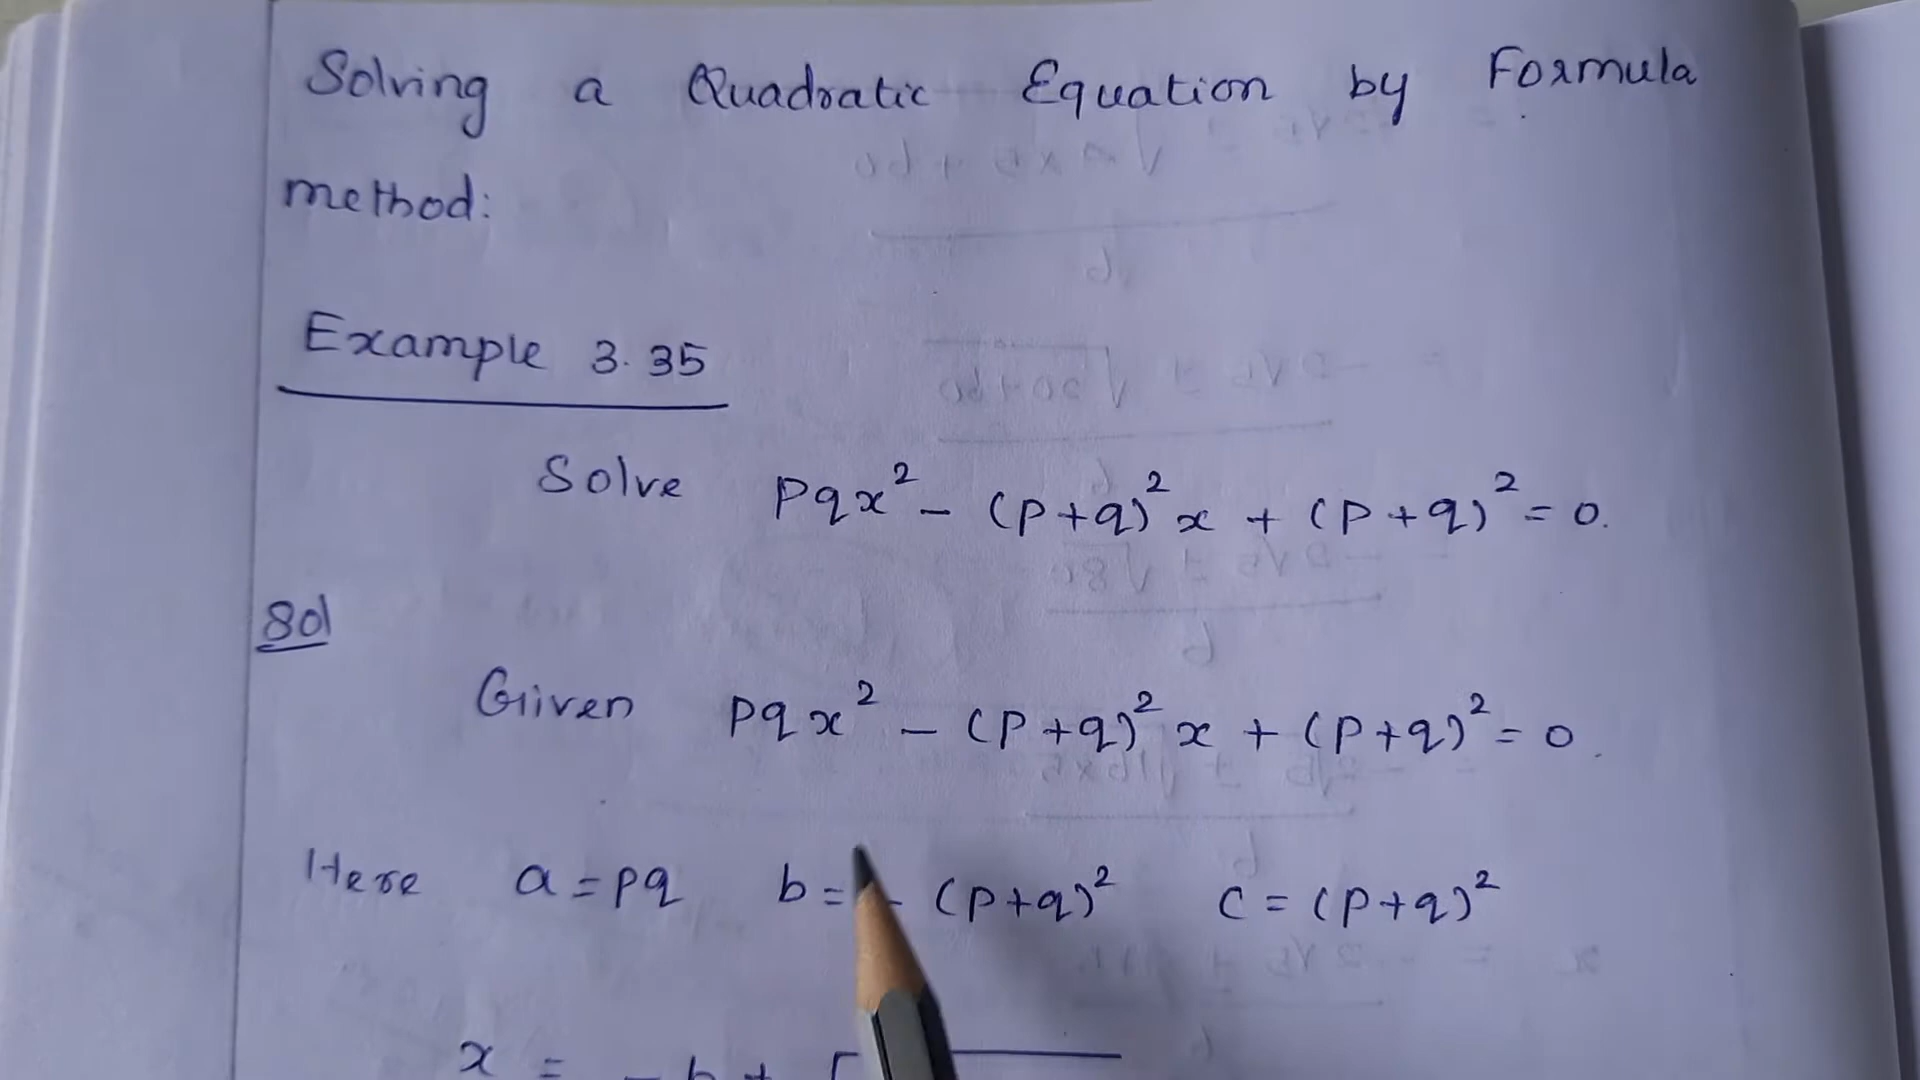 Solving a Quadratic Equation by Formula
method:
Example 3.35
Solve pqx² - (p+q)²x + (p+q)² = 0.
Sol
Given pqx² - (p+q)²x + (p+q)² = 0.
Here a = pq b = - (p+q)² c = (p+q)²
x = - b ±